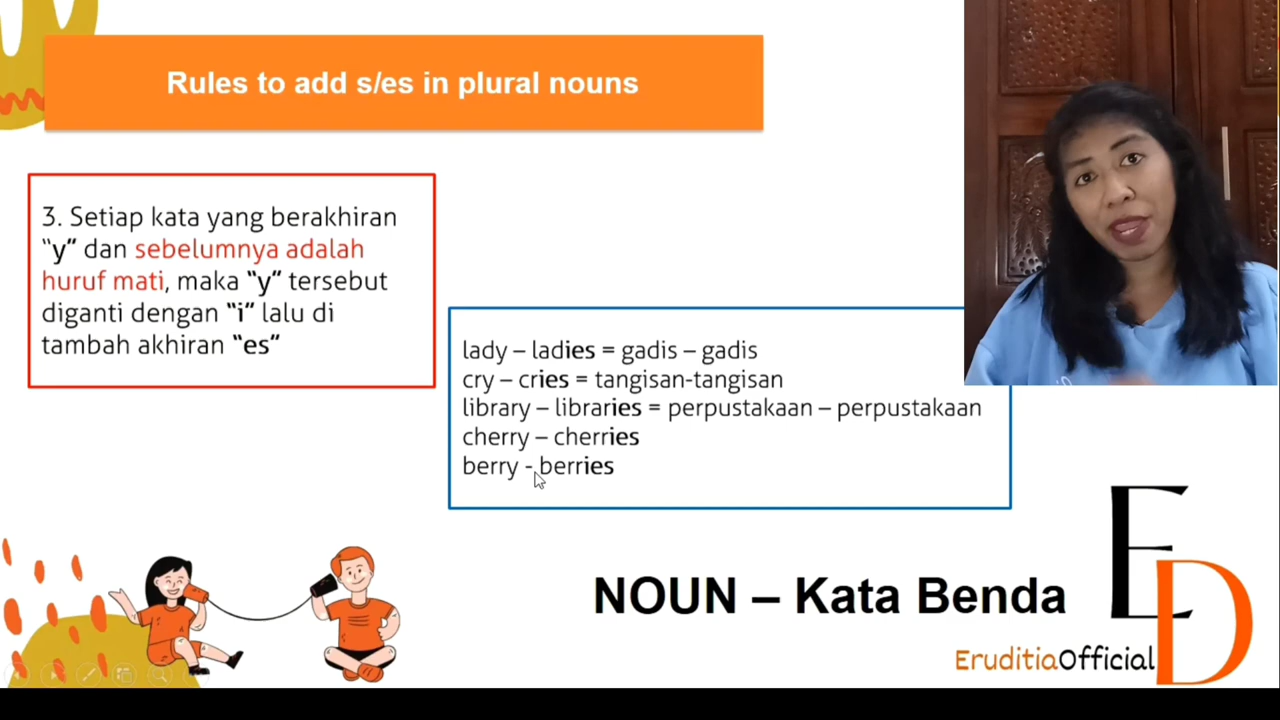 Rules to add s/es in plural nouns
3. Setiap kata yang berakhiran
“y” dan sebelumnya adalah
huruf mati, maka “y” tersebut
diganti dengan “i” lalu di
tambah akhiran “es”
lady – ladies = gadis – gadis
cry – cries = tangisan-tangisan
library – libraries = perpustakaan – perpustakaan
cherry – cherries
berry - berries
NOUN – Kata Benda
ED
EruditiaOfficial